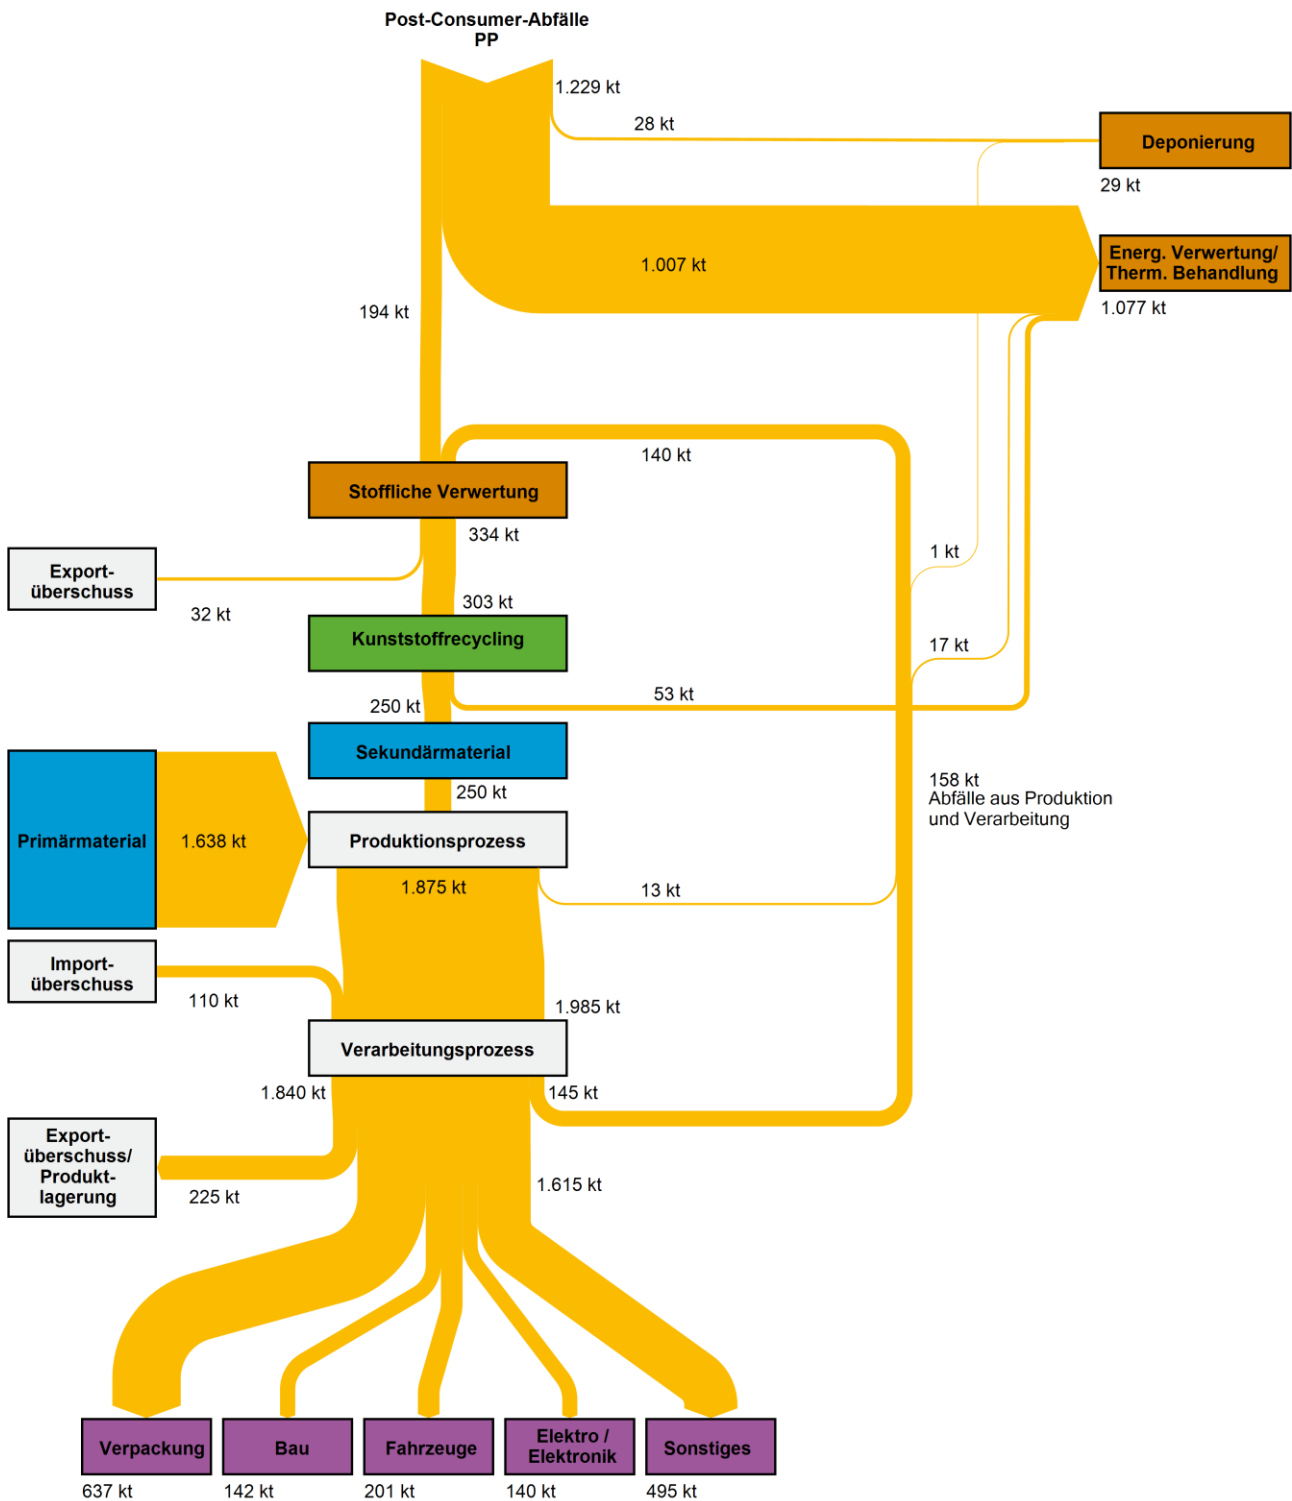 Post-Consumer-Abfälle
PP
1.229 kt
28 kt
Deponierung
29 kt
Energ. Verwertung/
Therm. Behandlung
1.007 kt
1.077 kt
194 kt
140 kt
Stoffliche Verwertung
334 kt
Export-
überschuss
32 kt
1 kt
303 kt
Kunststoffrecycling
17 kt
53 kt
250 kt
Sekundärmaterial
250 kt
158 kt
Abfälle aus Produktion
und Verarbeitung
Primärmaterial
1.638 kt
Produktionsprozess
1.875 kt
13 kt
Import-
überschuss
110 kt
1.985 kt
Verarbeitungsprozess
1.840 kt
145 kt
Export-
überschuss/
Produkt-
lagerung
225 kt
1.615 kt
Verpackung
Bau
Fahrzeuge
Elektro /
Elektronik
Sonstiges
637 kt
142 kt
201 kt
140 kt
495 kt